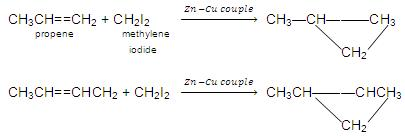 Zn–Cu couple
CH₃CH==CH₂ + CH₂I₂ CH₃—CH———CH₃
propene methylene
iodide
CH₂
Zn–Cu couple
CH₃CH==CHCH₂ + CH₂I₂ CH₃CH———CHCH₃
CH₂